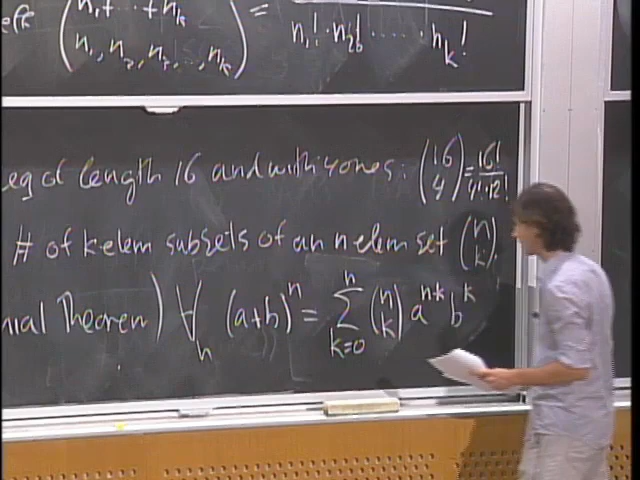 eff (n₁+ ... +nₖ / n₁, n₂, n₃, ..., nₖ) = / n₁! · n₂! ····· nₖ!
eq of length 16 and with 4 ones: (16 4) = 16!/4!·12!
# of k elem subsets of an n elem set (n k).
nial Theorem) ∀n (a+b)ⁿ = ∑ₖ₌₀ⁿ (n k) aⁿ⁻ᵏ bᵏ